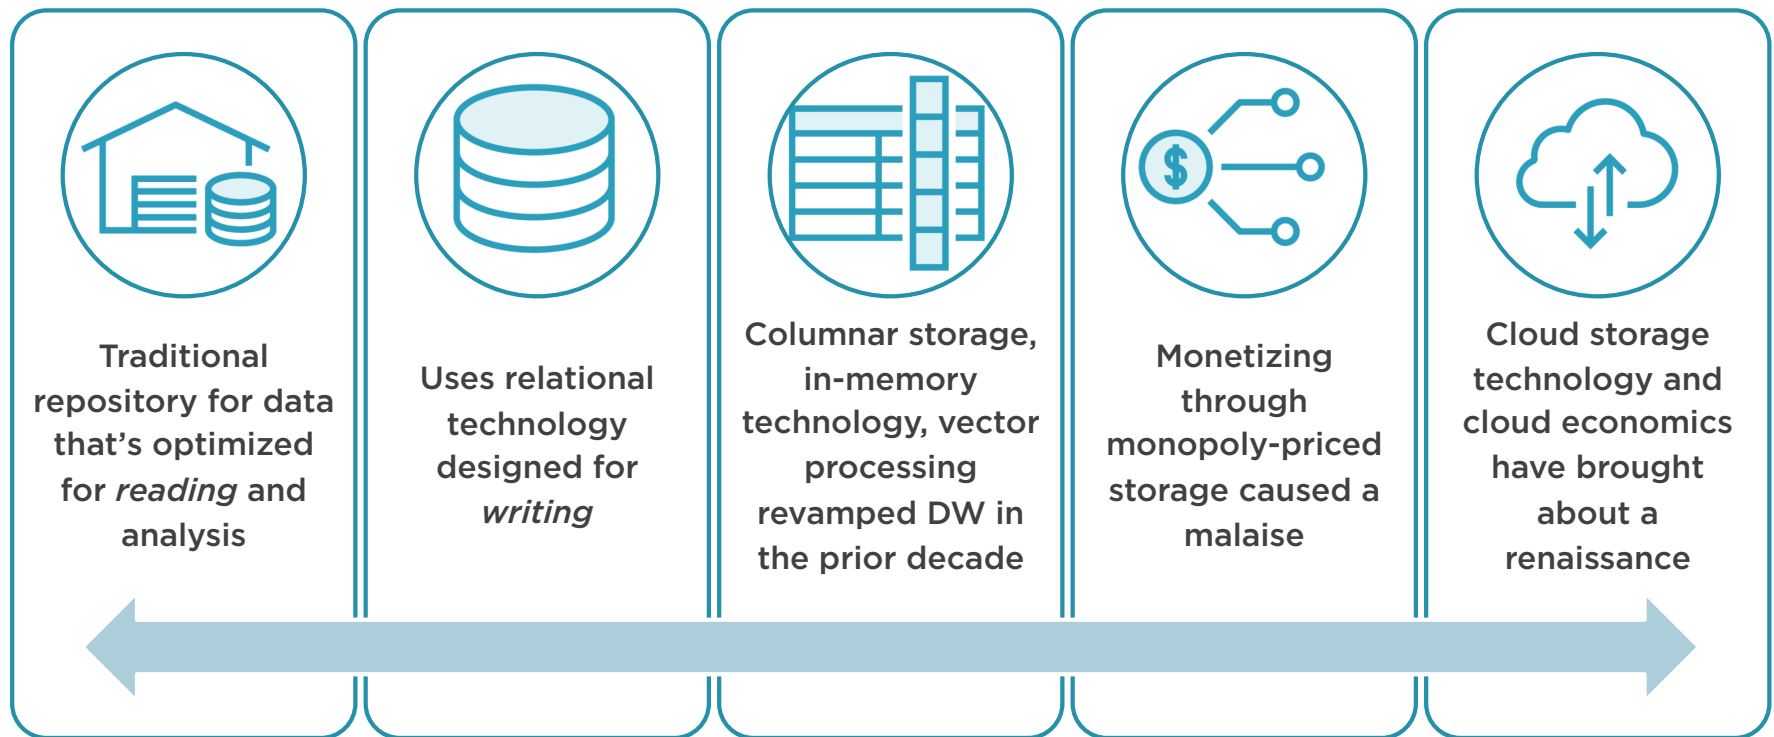 Traditional
repository for data
that’s optimized
for reading and
analysis
Uses relational
technology
designed for
writing
Columnar storage,
in-memory
technology, vector
processing
revamped DW in
the prior decade
$
Monetizing
through
monopoly-priced
storage caused a
malaise
Cloud storage
technology and
cloud economics
have brought
about a
renaissance